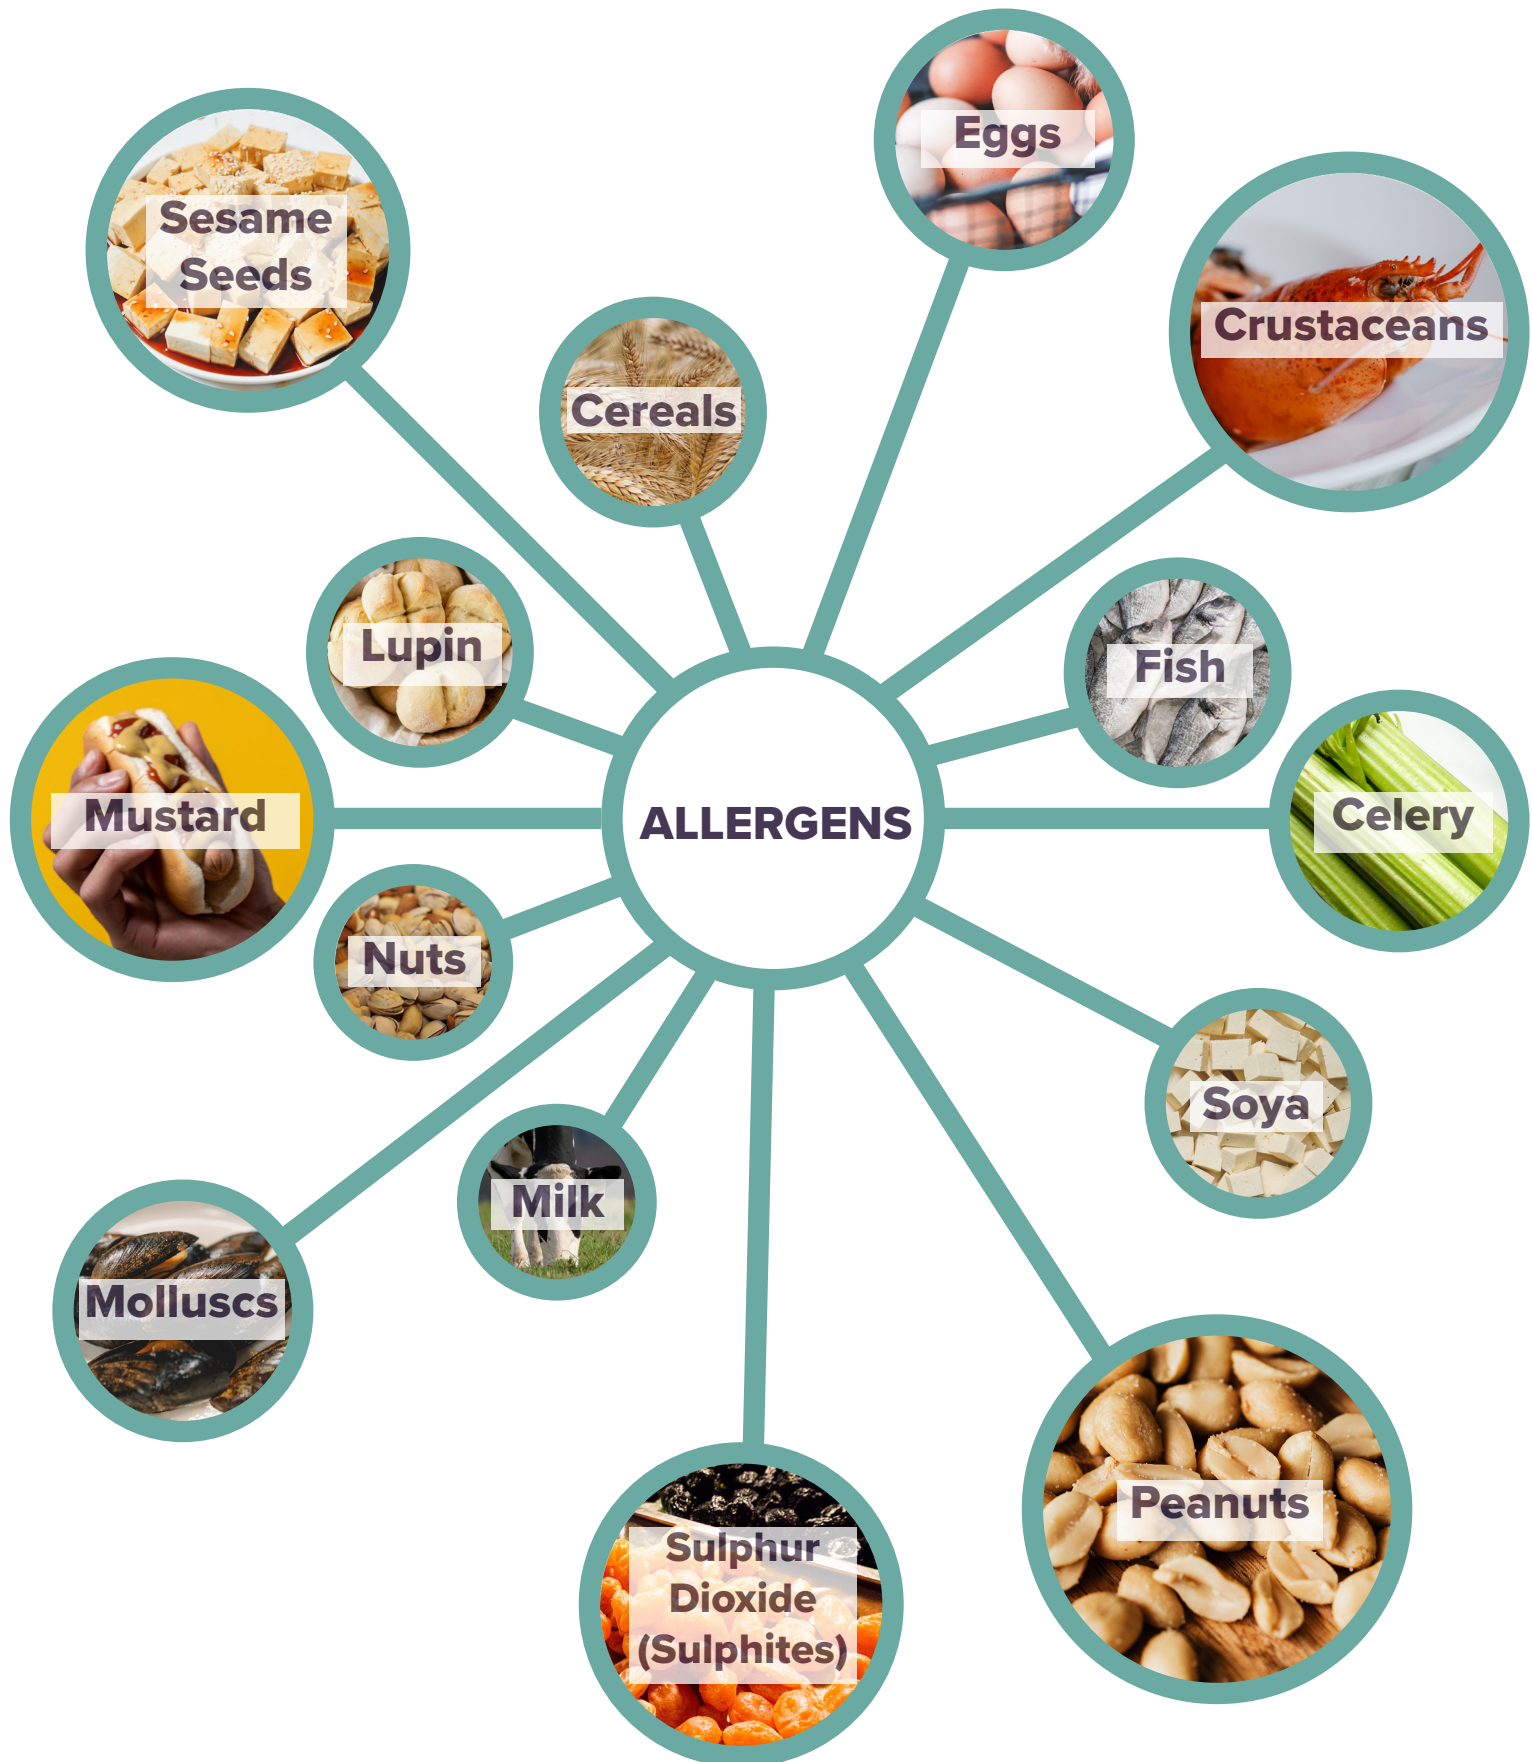 Eggs
Sesame
Seeds
Crustaceans
Cereals
Lupin
Fish
Mustard
ALLERGENS
Celery
Nuts
Soya
Milk
Molluscs
Peanuts
Sulphur
Dioxide
(Sulphites)